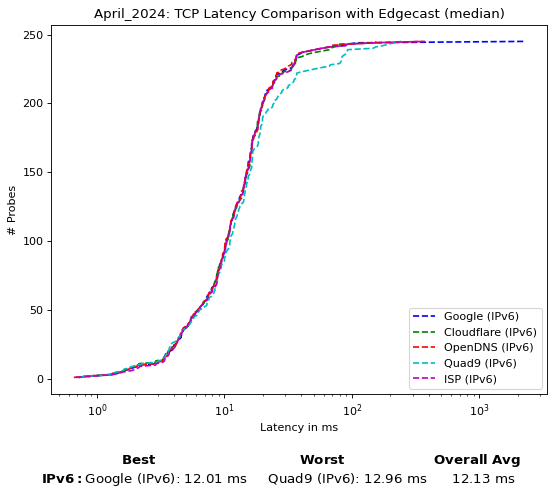 April_2024: TCP Latency Comparison with Edgecast (median)
250
200
150
100
50
0
# Probes
10^0
10^1
10^2
10^3
Latency in ms
Google (IPv6)
Cloudflare (IPv6)
OpenDNS (IPv6)
Quad9 (IPv6)
ISP (IPv6)
Best Worst Overall Avg
IPv6: Google (IPv6): 12.01 ms Quad9 (IPv6): 12.96 ms 12.13 ms